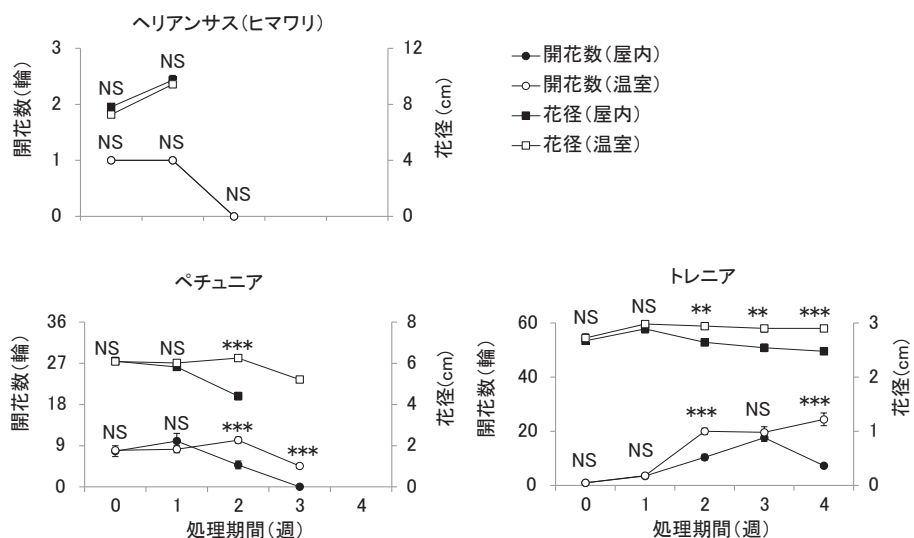 ヘリアンサス(ヒマワリ)
3
2
1
0
開花数(輪)
NS
NS
NS
NS
NS
12
8
4
0
花径(cm)
開花数(屋内)
開花数(温室)
花径(屋内)
花径(温室)
ペチュニア
36
27
18
9
0
開花数(輪)
NS
NS
***
NS
NS
***
***
8
6
4
2
0
花径(cm)
0 1 2 3 4
処理期間(週)
トレニア
60
40
20
0
開花数(輪)
NS
NS
**
**
***
NS
NS
***
NS
***
3
2
1
0
花径(cm)
0 1 2 3 4
処理期間(週)